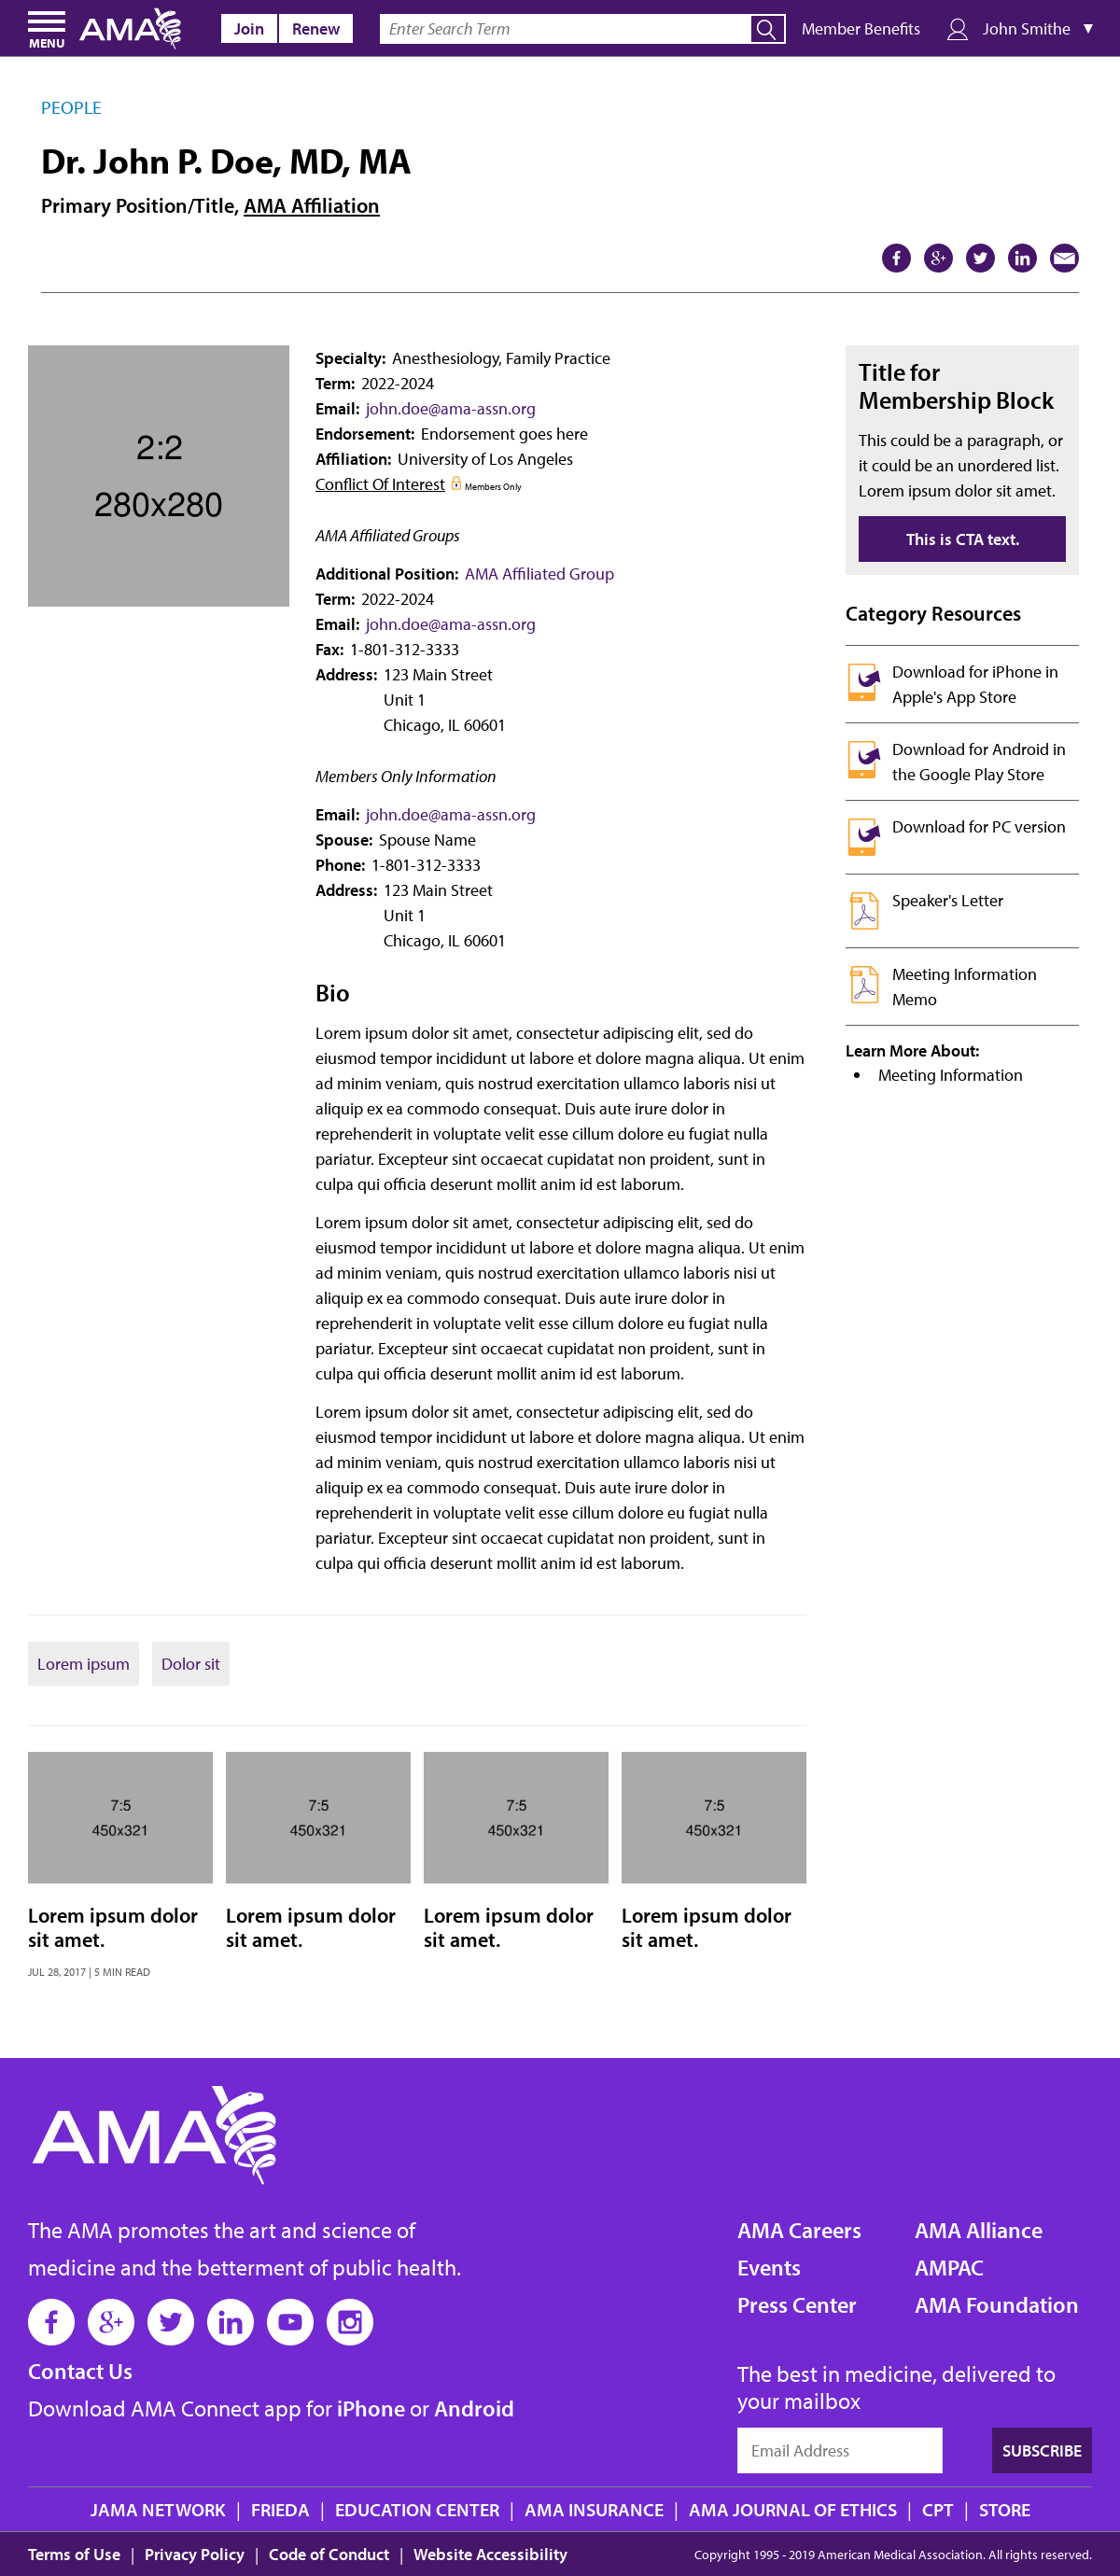 MENU
AMA
Join
Renew
Enter Search Term
Member Benefits
John Smithe ▼
PEOPLE
Dr. John P. Doe, MD, MA
Primary Position/Title, AMA Affiliation
2:2
280x280
Specialty: Anesthesiology, Family Practice
Term: 2022-2024
Email: john.doe@ama-assn.org
Endorsement: Endorsement goes here
Affiliation: University of Los Angeles
Conflict Of Interest Members Only
AMA Affiliated Groups
Additional Position: AMA Affiliated Group
Term: 2022-2024
Email: john.doe@ama-assn.org
Fax: 1-801-312-3333
Address: 123 Main Street
Unit 1
Chicago, IL 60601
Members Only Information
Email: john.doe@ama-assn.org
Spouse: Spouse Name
Phone: 1-801-312-3333
Address: 123 Main Street
Unit 1
Chicago, IL 60601
Bio
Lorem ipsum dolor sit amet, consectetur adipiscing elit, sed do
eiusmod tempor incididunt ut labore et dolore magna aliqua. Ut enim
ad minim veniam, quis nostrud exercitation ullamco laboris nisi ut
aliquip ex ea commodo consequat. Duis aute irure dolor in
reprehenderit in voluptate velit esse cillum dolore eu fugiat nulla
pariatur. Excepteur sint occaecat cupidatat non proident, sunt in
culpa qui officia deserunt mollit anim id est laborum.
Lorem ipsum dolor sit amet, consectetur adipiscing elit, sed do
eiusmod tempor incididunt ut labore et dolore magna aliqua. Ut enim
ad minim veniam, quis nostrud exercitation ullamco laboris nisi ut
aliquip ex ea commodo consequat. Duis aute irure dolor in
reprehenderit in voluptate velit esse cillum dolore eu fugiat nulla
pariatur. Excepteur sint occaecat cupidatat non proident, sunt in
culpa qui officia deserunt mollit anim id est laborum.
Lorem ipsum dolor sit amet, consectetur adipiscing elit, sed do
eiusmod tempor incididunt ut labore et dolore magna aliqua. Ut enim
ad minim veniam, quis nostrud exercitation ullamco laboris nisi ut
aliquip ex ea commodo consequat. Duis aute irure dolor in
reprehenderit in voluptate velit esse cillum dolore eu fugiat nulla
pariatur. Excepteur sint occaecat cupidatat non proident, sunt in
culpa qui officia deserunt mollit anim id est laborum.
Title for
Membership Block
This could be a paragraph, or
it could be an unordered list.
Lorem ipsum dolor sit amet.
This is CTA text.
Category Resources
Download for iPhone in
Apple's App Store
Download for Android in
the Google Play Store
Download for PC version
Speaker's Letter
Meeting Information
Memo
Learn More About:
• Meeting Information
Lorem ipsum
Dolor sit
7:5
450x321
Lorem ipsum dolor
sit amet.
JUL 28, 2017 | 5 MIN READ
7:5
450x321
Lorem ipsum dolor
sit amet.
7:5
450x321
Lorem ipsum dolor
sit amet.
7:5
450x321
Lorem ipsum dolor
sit amet.
AMA
The AMA promotes the art and science of
medicine and the betterment of public health.
Contact Us
Download AMA Connect app for iPhone or Android
AMA Careers
Events
Press Center
AMA Alliance
AMPAC
AMA Foundation
The best in medicine, delivered to
your mailbox
Email Address
SUBSCRIBE
JAMA NETWORK | FRIEDA | EDUCATION CENTER | AMA INSURANCE | AMA JOURNAL OF ETHICS | CPT | STORE
Terms of Use | Privacy Policy | Code of Conduct | Website Accessibility
Copyright 1995 - 2019 American Medical Association. All rights reserved.